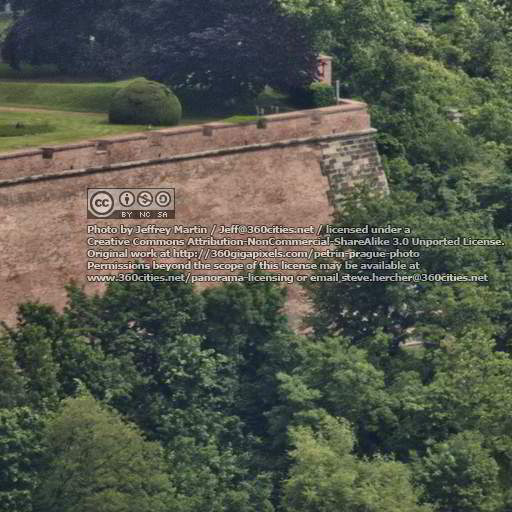 cc BY NC SA
Photo by Jeffrey Martin / Jeff@360cities.net / licensed under a
Creative Commons Attribution-NonCommercial-ShareAlike 3.0 Unported License.
Original work at http://360gigapixels.com/petrin-prague-photo
Permissions beyond the scope of this license may be available at
www.360cities.net/panorama-licensing or email steve.hercher@360cities.net